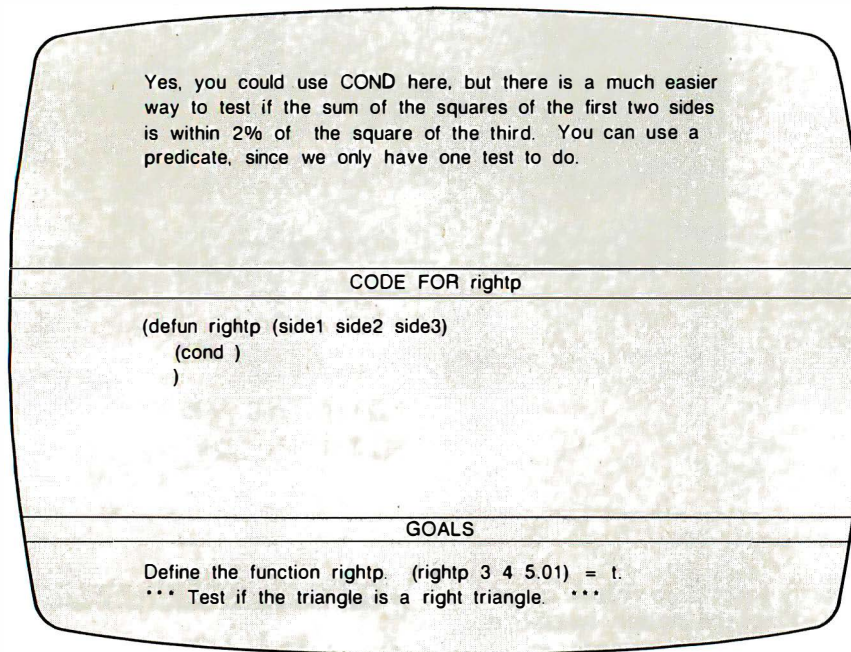 Yes, you could use COND here, but there is a much easier
way to test if the sum of the squares of the first two sides
is within 2% of the square of the third. You can use a
predicate, since we only have one test to do.
CODE FOR rightp
(defun rightp (side1 side2 side3)
(cond )
)
GOALS
Define the function rightp. (rightp 3 4 5.01) = t.
*** Test if the triangle is a right triangle. ***